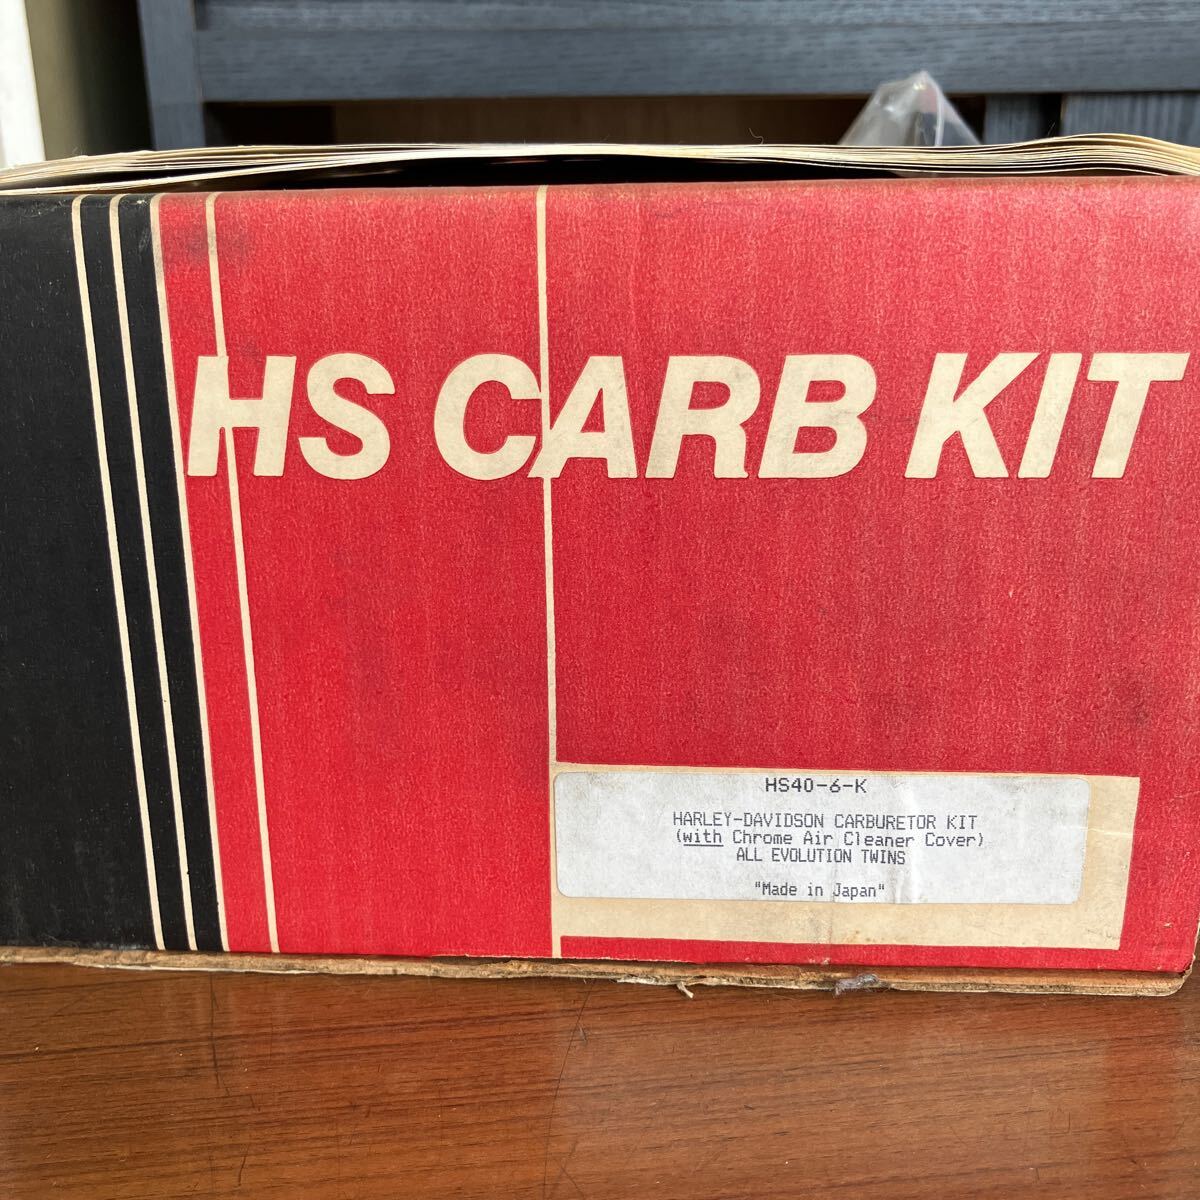 HS CARB KIT
HS40-6-K
HARLEY-DAVIDSON CARBURETOR KIT
(with Chrome Air Cleaner Cover)
ALL EVOLUTION TWINS
"Made in Japan"